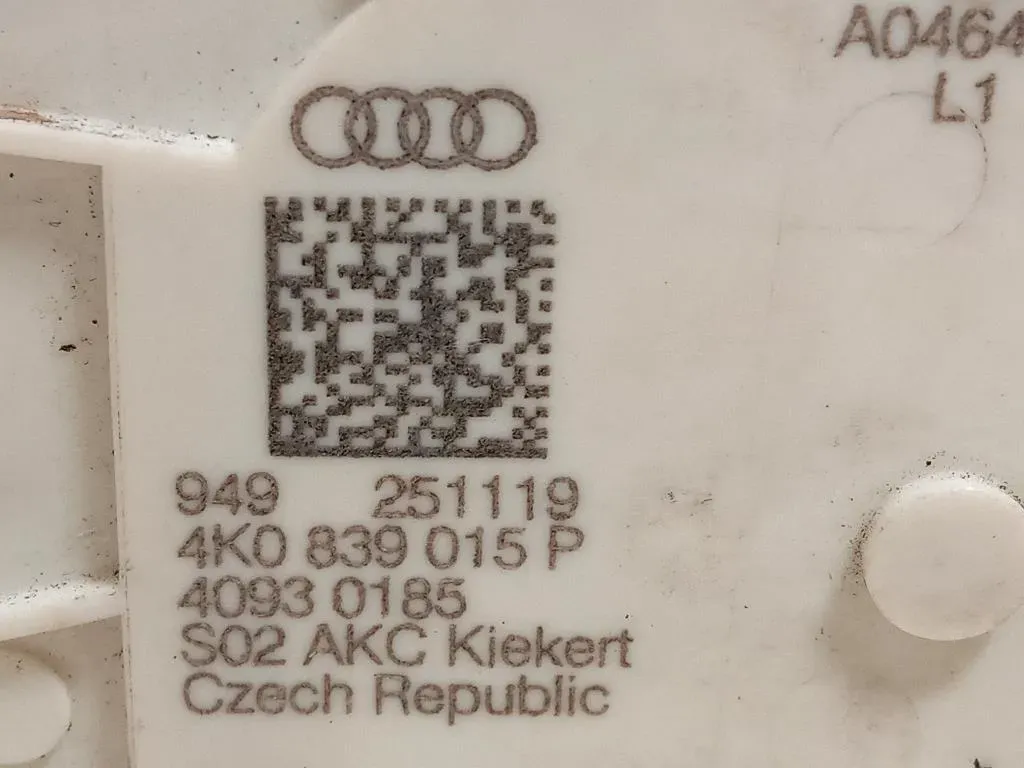 A0464
L1
949 251119
4K0 839 015 P
4093 0185
S02 AKC Kiekert
Czech Republic